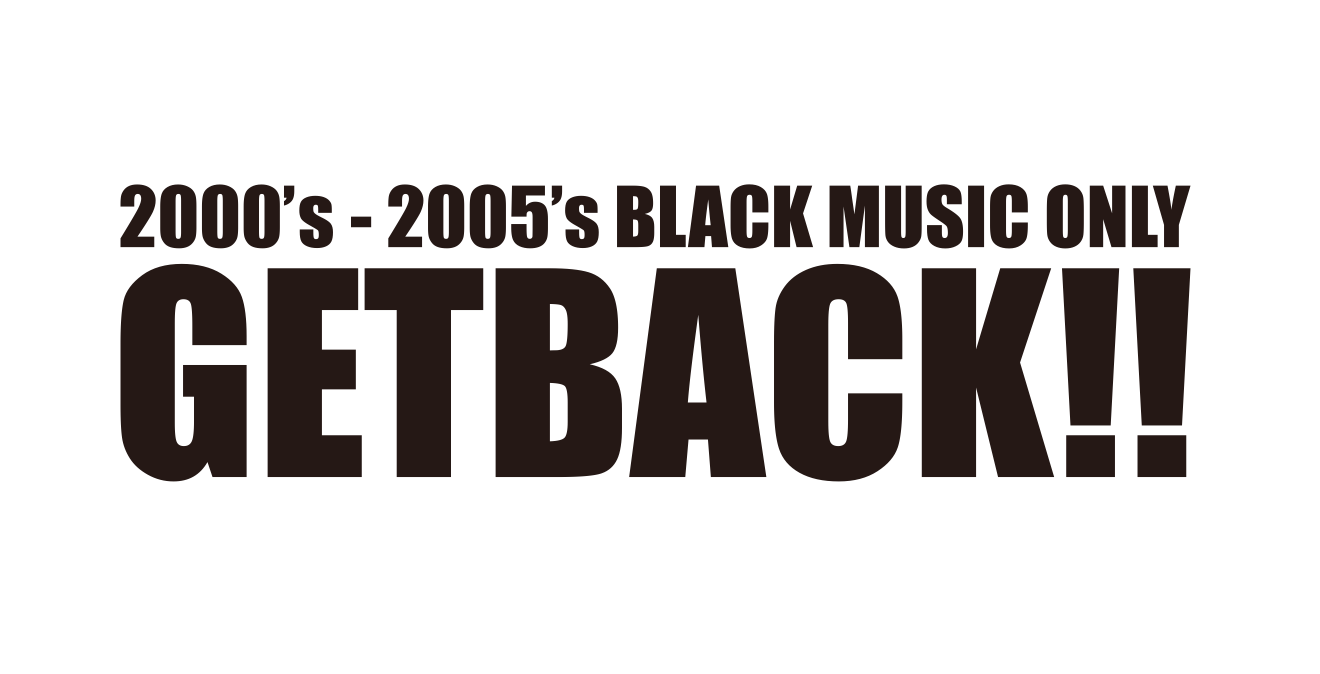 2000’s - 2005’s BLACK MUSIC ONLY
GETBACK!!